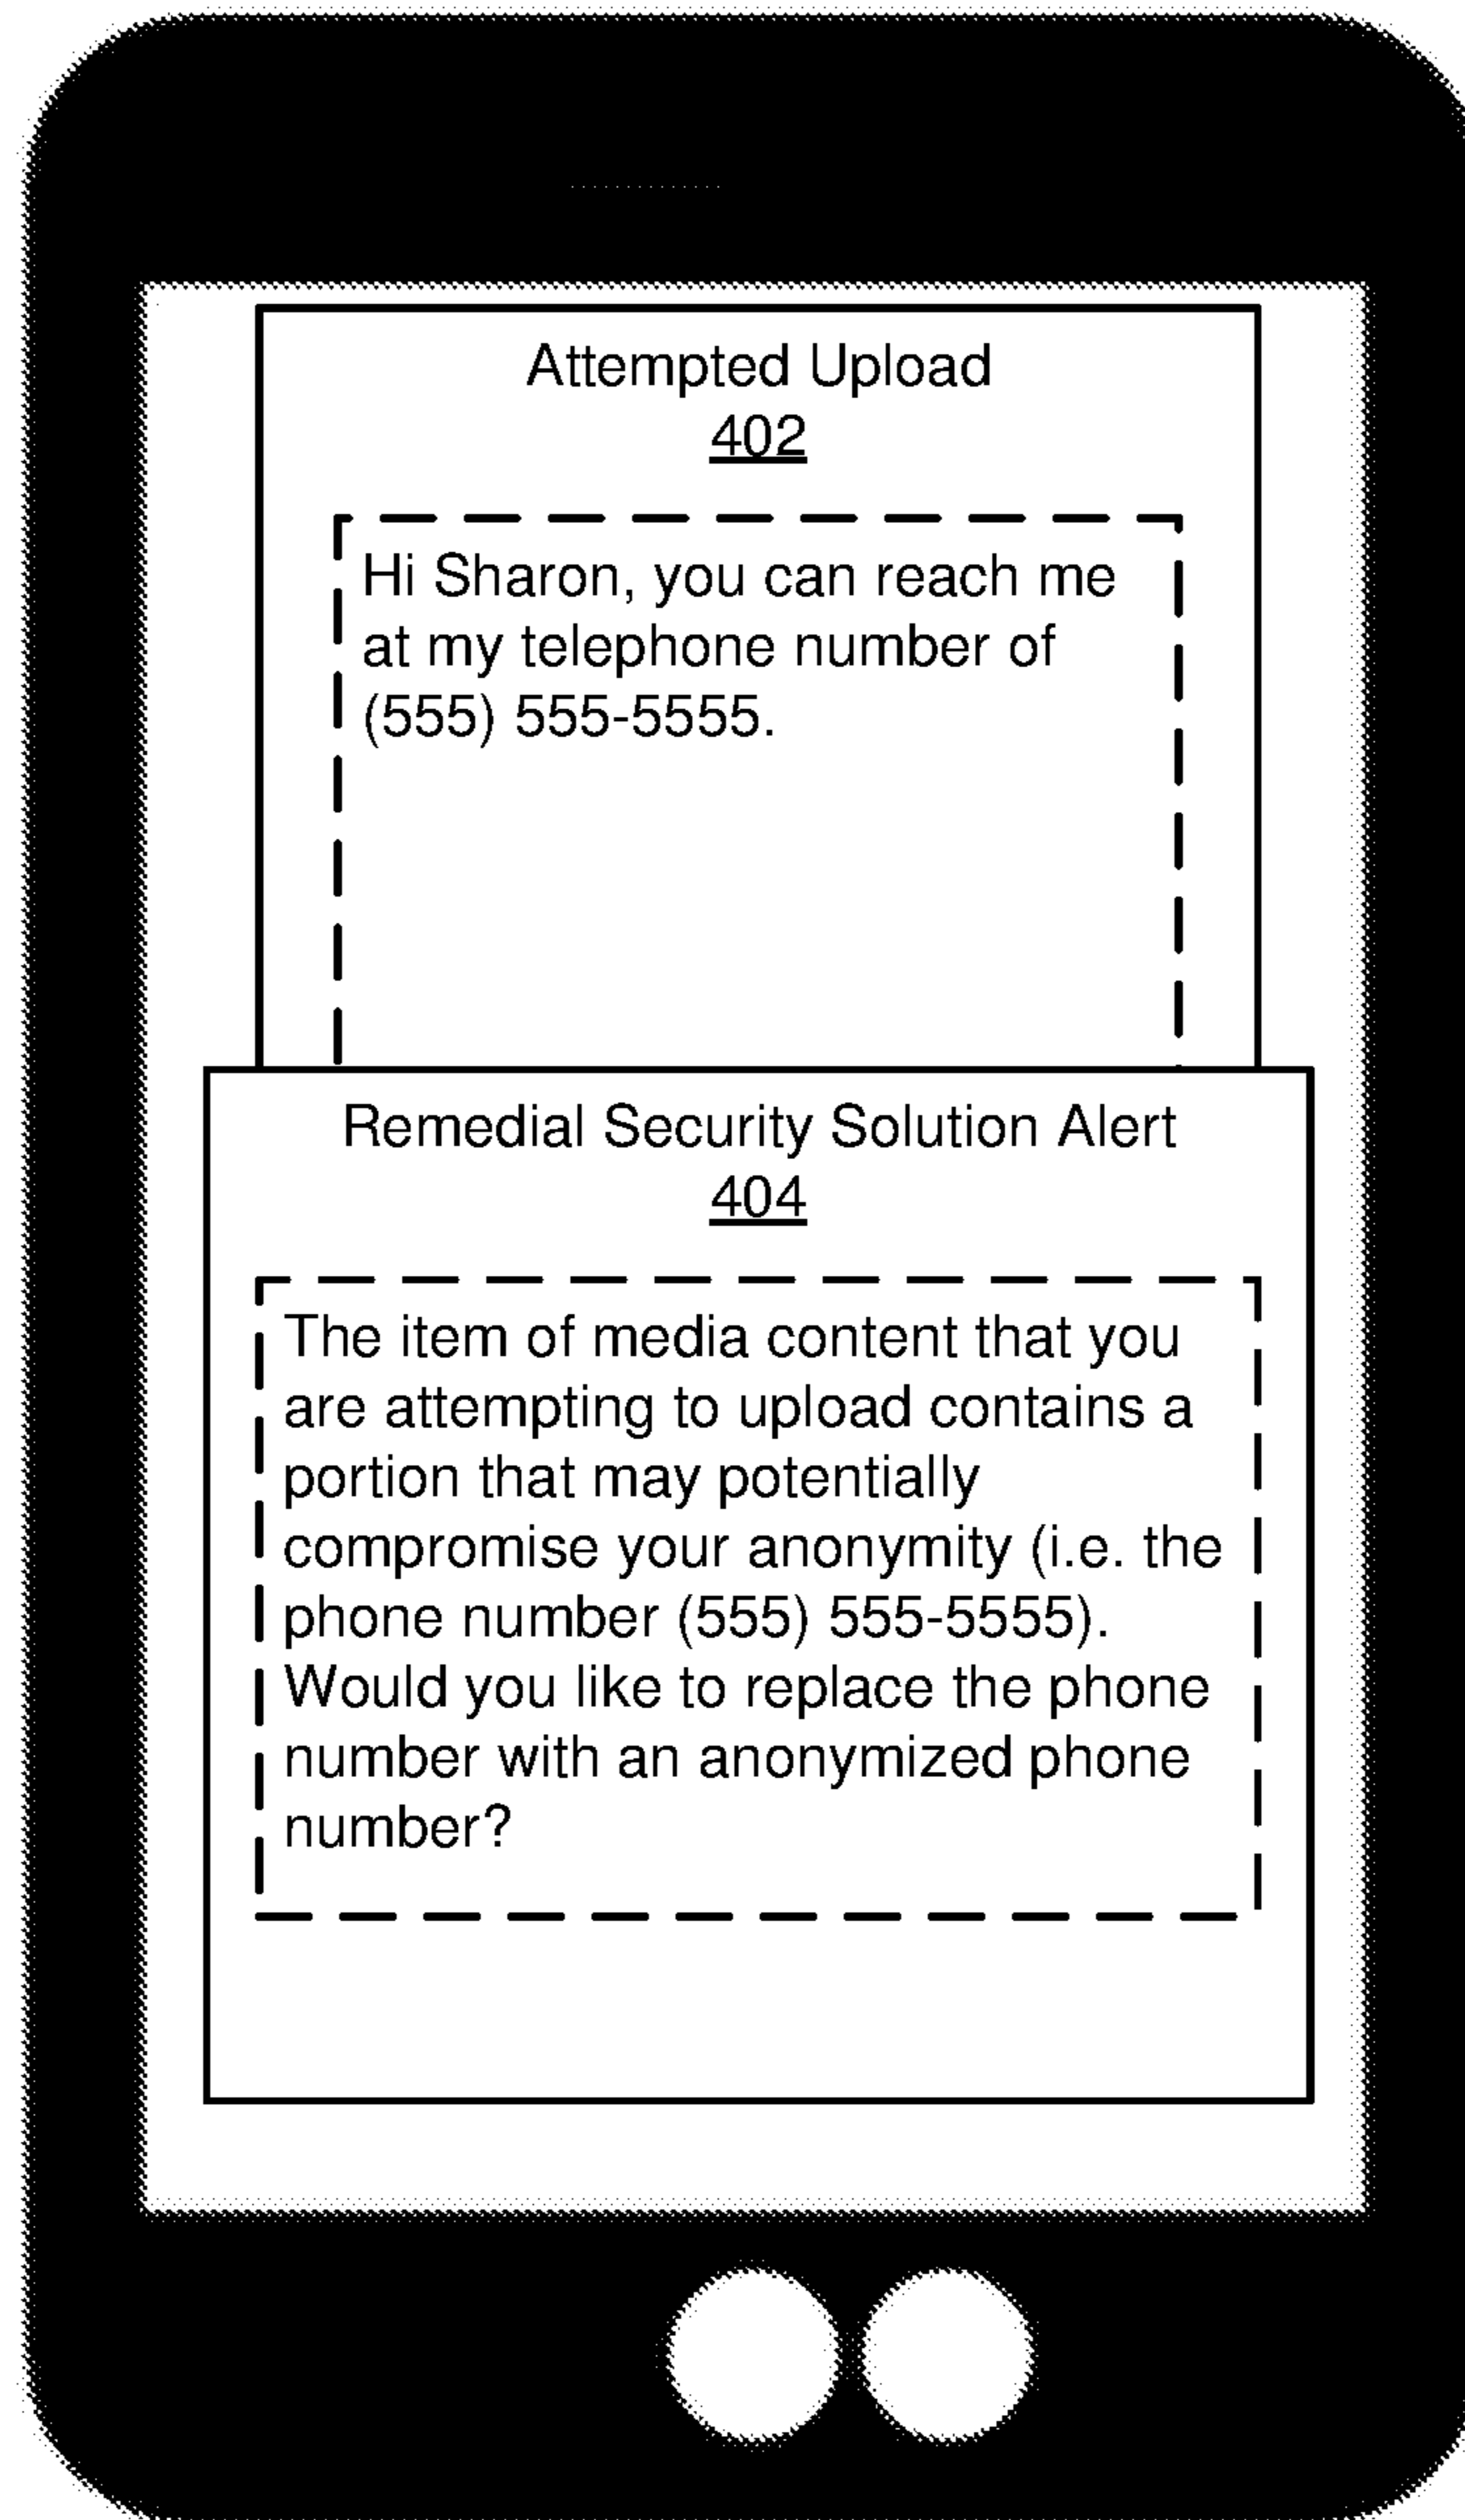 Attempted Upload
402
Hi Sharon, you can reach me
at my telephone number of
(555) 555-5555.
Remedial Security Solution Alert
404
The item of media content that you
are attempting to upload contains a
portion that may potentially
compromise your anonymity (i.e. the
phone number (555) 555-5555).
Would you like to replace the phone
number with an anonymized phone
number?